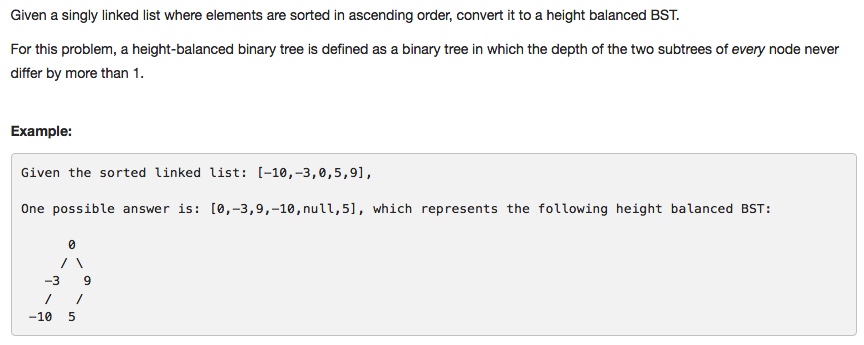 Given a singly linked list where elements are sorted in ascending order, convert it to a height balanced BST.
For this problem, a height-balanced binary tree is defined as a binary tree in which the depth of the two subtrees of every node never
differ by more than 1.
Example:
Given the sorted linked list: [-10,-3,0,5,9],
One possible answer is: [0,-3,9,-10,null,5], which represents the following height balanced BST:
      0
     / \
   -3   9
   /   /
 -10  5